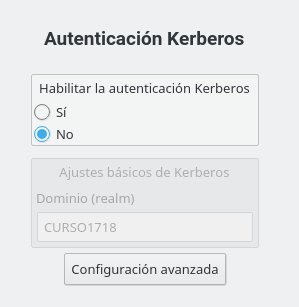 Autenticación Kerberos
Habilitar la autenticación Kerberos
Sí
No
Ajustes básicos de Kerberos
Dominio (realm)
CURSO1718
Configuración avanzada